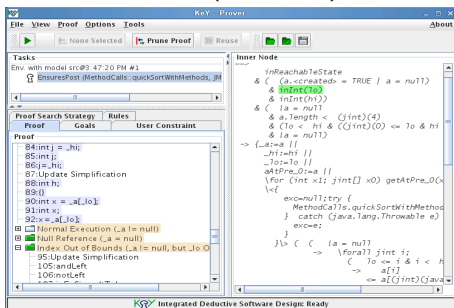 KeY - Prover
File View Proof Options Tools About
None Selected Prune Proof Reuse
Tasks
Env. with model src@3:47:20 PM #1
EnsuresPost (MethodCalls::quickSortWithMethods, JM
Proof Search Strategy Rules
Proof Goals User Constraint
Proof
84:int j = _hi;
85:int j;
86:j=_hi;
87:Update Simplification
88:int h;
89:{}
90:int x = _a[_lo];
91:int x;
92:x=_a[_lo];
Normal Execution (_a != null)
Null Reference (_a = null)
Index Out of Bounds (_a != null, but _lo O
95:Update Simplification
105:andLeft
106:notLeft
Inner Node
==>
inReachableState
& ( (a.<created> = TRUE | a = null)
& inInt(lo)
& inInt(hi))
& ( !a = null
& a.length < (jint)(4)
& (lo < hi & ((jint)(0) <= lo & hi
& !a = null)
-> {_a:=a ||
_hi:=hi ||
_lo:=lo ||
aAtPre_0:=a ||
\for (int x1; jint[] x0) getAtPre_0(x
\<{
exc=null;try {
MethodCalls.quickSortWithMethod
} catch (java.lang.Throwable e)
exc=e;
}
}\> ( ( !a = null
-> \forall jint i;
( lo <= i & i < h
-> a[i]
<= a[(jint)(java
KeY Integrated Deductive Software Design: Ready